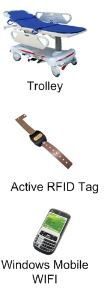 Trolley
Active RFID Tag
Windows Mobile
WIFI